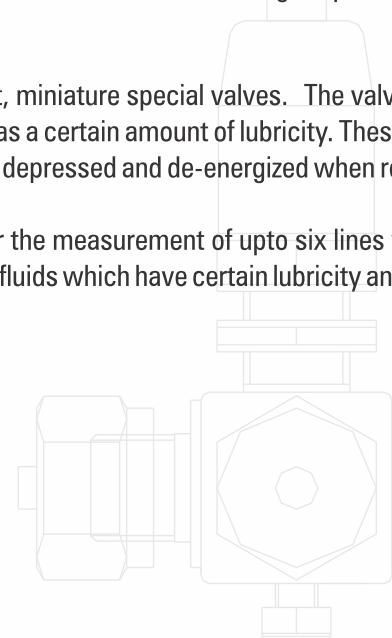 t, miniature special valves. The valv
as a certain amount of lubricity. Thes
depressed and de-energized when re
r the measurement of upto six lines
fluids which have certain lubricity an